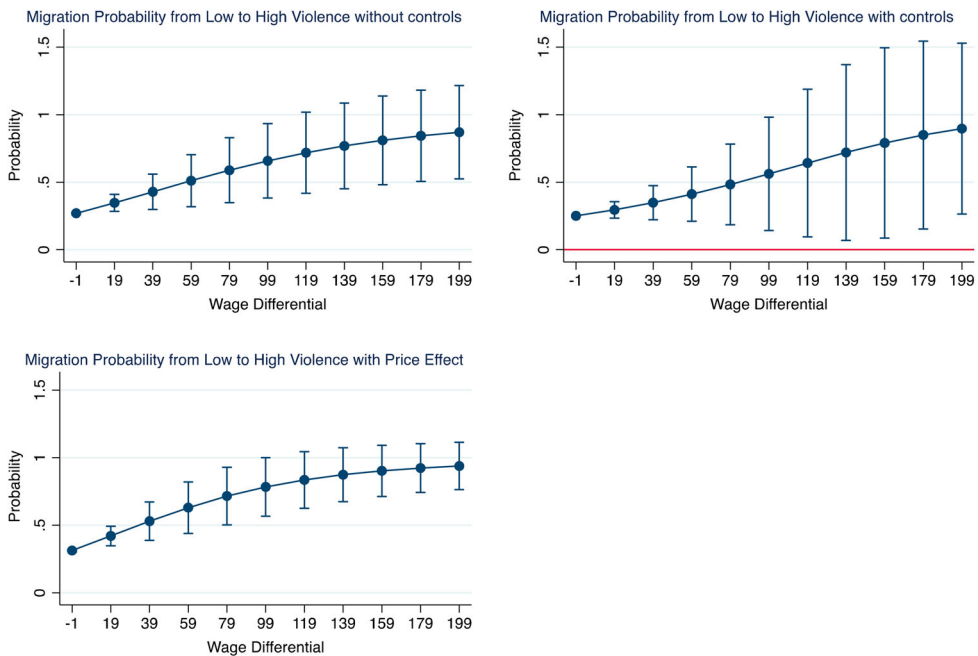 Migration Probability from Low to High Violence without controls
1.5
1
.5
0
Probability
-1 19 39 59 79 99 119 139 159 179 199
Wage Differential
Migration Probability from Low to High Violence with controls
1.5
1
.5
0
Probability
-1 19 39 59 79 99 119 139 159 179 199
Wage Differential
Migration Probability from Low to High Violence with Price Effect
1.5
1
.5
0
Probability
-1 19 39 59 79 99 119 139 159 179 199
Wage Differential